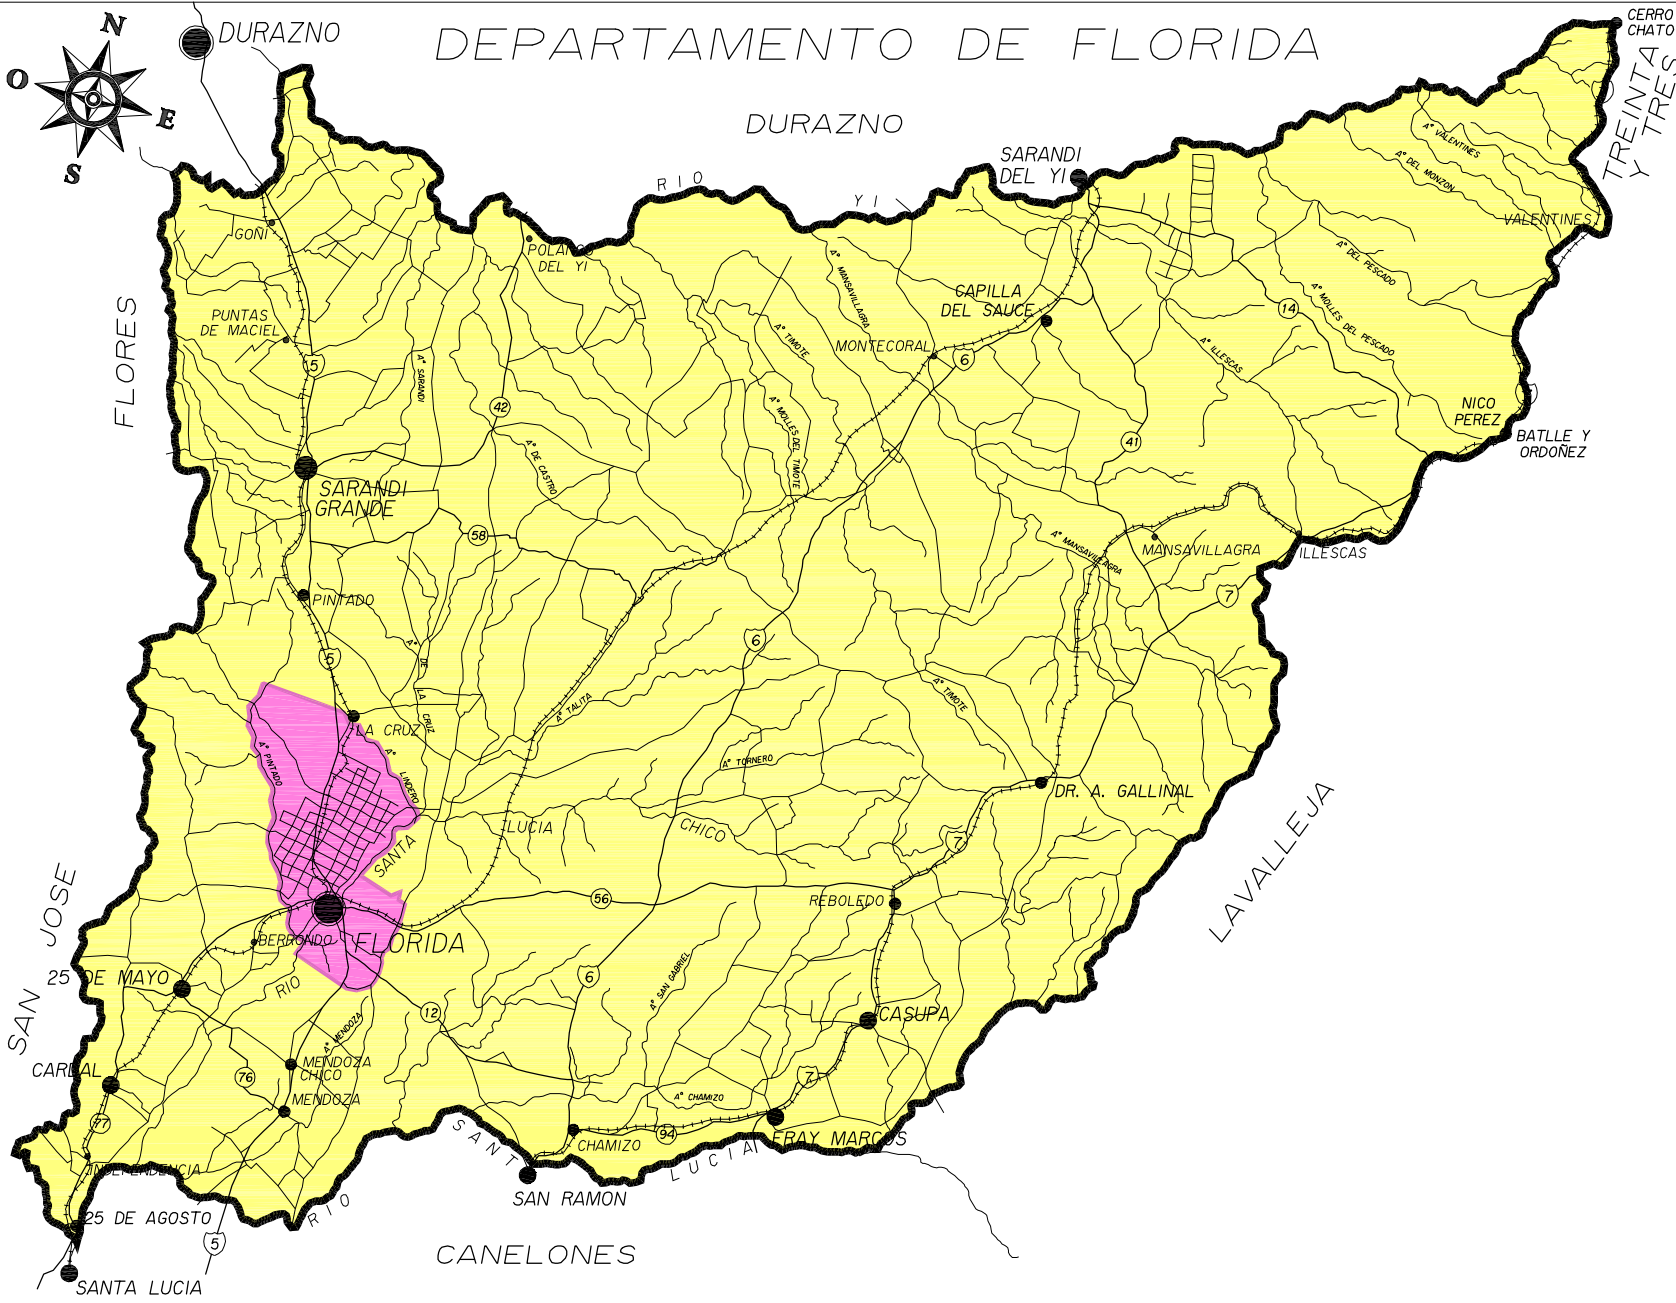 DEPARTAMENTO DE FLORIDA
N
O
E
S
DURAZNO
CERRO
CHATO
TREINTA
Y TRES
DURAZNO
SARANDI
DEL YI
RIO
YI
A° VALENTINES
A° DEL MONZON
VALENTINES
GOÑI
POLANCO
DEL YI
A° DEL PESCADO
A° MANSAVILLAGRA
CAPILLA
DEL SAUCE
A° MOLLES DEL PESCADO
14
FLORES
PUNTAS
DE MACIEL
A° TIMOTE
MONTECORAL
6
A° ILLESCAS
5
A° SARANDI
42
A° MOLLES DEL TIMOTE
NICO
PEREZ
BATLLE Y
ORDOÑEZ
41
A° DE CASTRO
SARANDI
GRANDE
58
A° MANSAVILLAGRA
MANSAVILLAGRA
ILLESCAS
PINTADO
7
6
5
A° DE LA CRUZ
A° TALITA
A° TIMOTE
LA CRUZ
A° PINTADO
A° LINDERO
A° TORNERO
DR. A. GALLINAL
SANTA
LUCIA
CHICO
7
LAVALLEJA
56
REBOLEDO
SAN JOSE
BERRONDO
FLORIDA
25 DE MAYO
RIO
6
A° SAN GABRIEL
12
CASUPA
A° MENDOZA
CARDAL
MENDOZA
CHICO
76
MENDOZA
7
A° CHAMIZO
77
94
CHAMIZO
FRAY MARCOS
INDEPENDENCIA
SANT
LUCIA
SAN RAMON
RIO
25 DE AGOSTO
5
CANELONES
SANTA LUCIA